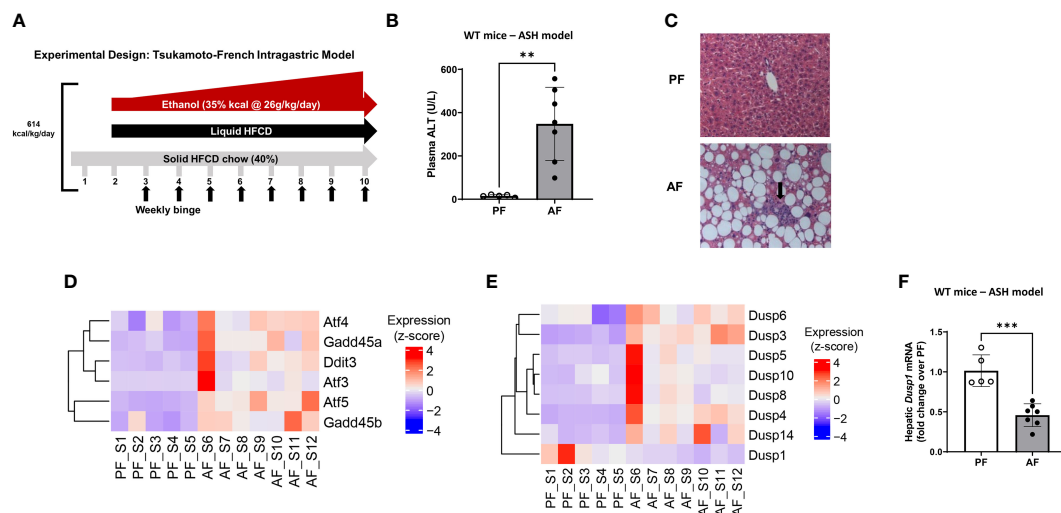 A
Experimental Design: Tsukamoto-French Intragastric Model
614
kcal/kg/day
Ethanol (35% kcal @ 26g/kg/day)
Liquid HFCD
Solid HFCD chow (40%)
1 2 3 4 5 6 7 8 9 10
Weekly binge
B
WT mice – ASH model
**
Plasma ALT (U/L)
600
400
200
0
PF AF
C
PF
AF
D
Atf4
Gadd45a
Ddit3
Atf3
Atf5
Gadd45b
Expression
(z-score)
4
2
0
−2
−4
PF_S1
PF_S2
PF_S3
PF_S4
PF_S5
AF_S6
AF_S7
AF_S8
AF_S9
AF_S10
AF_S11
AF_S12
E
Dusp6
Dusp3
Dusp5
Dusp10
Dusp8
Dusp4
Dusp14
Dusp1
Expression
(z-score)
4
2
0
−2
−4
PF_S1
PF_S2
PF_S3
PF_S4
PF_S5
AF_S6
AF_S7
AF_S8
AF_S9
AF_S10
AF_S11
AF_S12
F
WT mice – ASH model
***
Hepatic Dusp1 mRNA
(fold change over PF)
1.5
1.0
0.5
0.0
PF AF